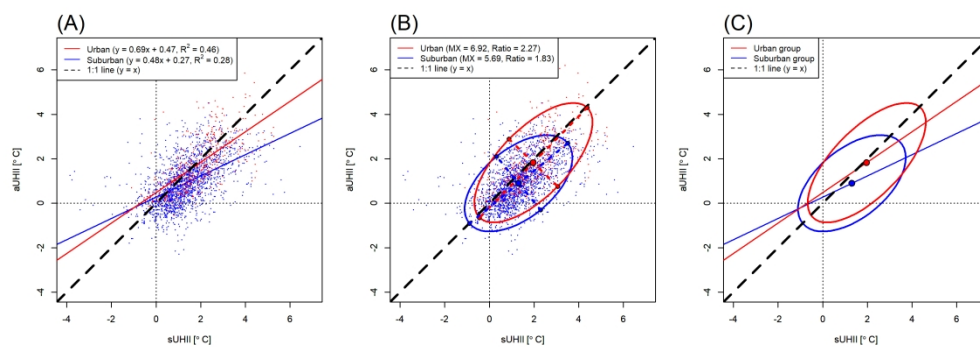 (A)
Urban (y = 0.69x + 0.47, R² = 0.46)
Suburban (y = 0.48x + 0.27, R² = 0.28)
1:1 line (y = x)
aUHII [° C]
6
4
2
0
-2
-4
-4 -2 0 2 4 6
sUHII [° C]
(B)
Urban (MX = 6.92, Ratio = 2.27)
Suburban (MX = 5.69, Ratio = 1.83)
1:1 line (y = x)
aUHII [° C]
6
4
2
0
-2
-4
-4 -2 0 2 4 6
sUHII [° C]
(C)
Urban group
Suburban group
1:1 line (y = x)
aUHII [° C]
6
4
2
0
-2
-4
-4 -2 0 2 4 6
sUHII [° C]